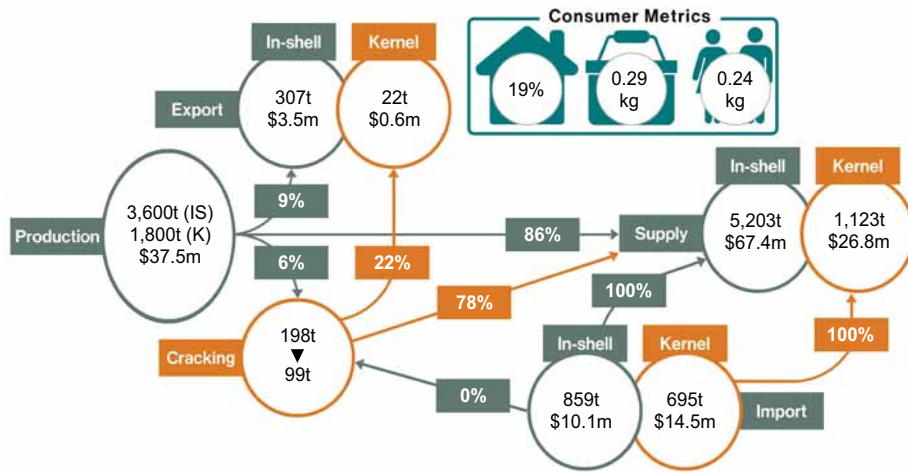 Consumer Metrics
19%
0.29
kg
0.24
kg
In-shell
Kernel
Export
307t
$3.5m
22t
$0.6m
In-shell
Kernel
Production
3,600t (IS)
1,800t (K)
$37.5m
9%
86%
Supply
5,203t
$67.4m
1,123t
$26.8m
6%
22%
100%
78%
Cracking
198t
▼
99t
In-shell
Kernel
100%
0%
859t
$10.1m
695t
$14.5m
Import